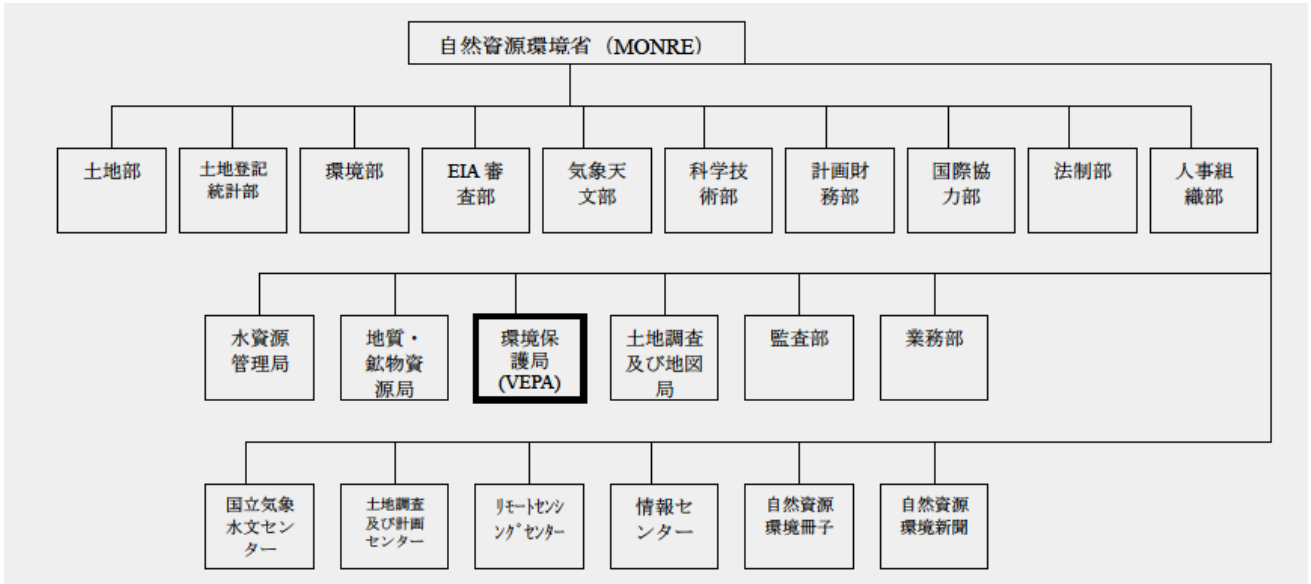 自然資源環境省（MONRE）
土地部
土地登記
統計部
環境部
EIA 審
査部
気象天
文部
科学技
術部
計画財
務部
国際協
力部
法制部
人事組
織部
水資源
管理局
地質・
鉱物資
源局
環境保
護局
(VEPA)
土地調査
及び地図
局
監査部
業務部
国立気象
水文セン
ター
土地調査
及び計画
センター
ﾘﾓｰﾄｾﾝｼ
ﾝｸﾞｾﾝﾀｰ
情報セ
ンター
自然資源
環境冊子
自然資源
環境新聞